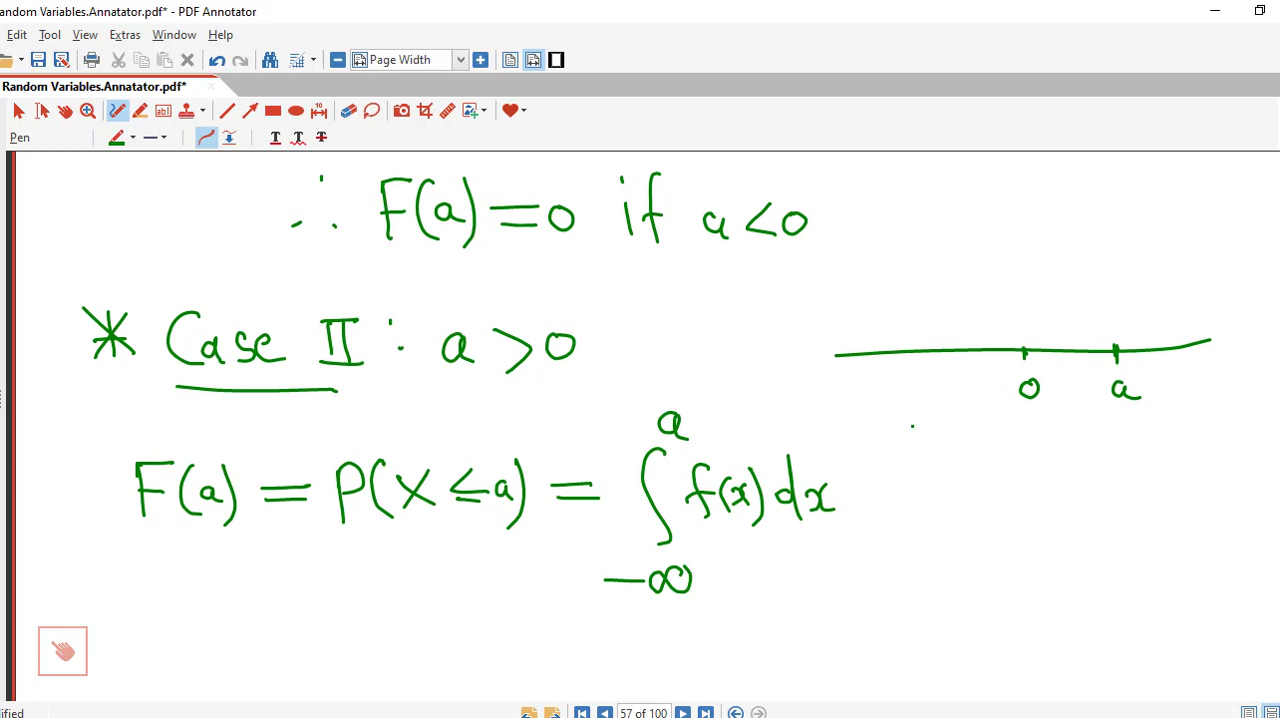 Random Variables.Annatator.pdf* - PDF Annotator
Edit Tool View Extras Window Help
Page Width
Random Variables.Annatator.pdf*
10
Pen
T T T
∴ F(a) = 0 if a < 0
* Case II : a > 0
0 a
F(a) = P(X ≤ a) = ∫_{-∞}^{a} f(x) dx
57 of 100